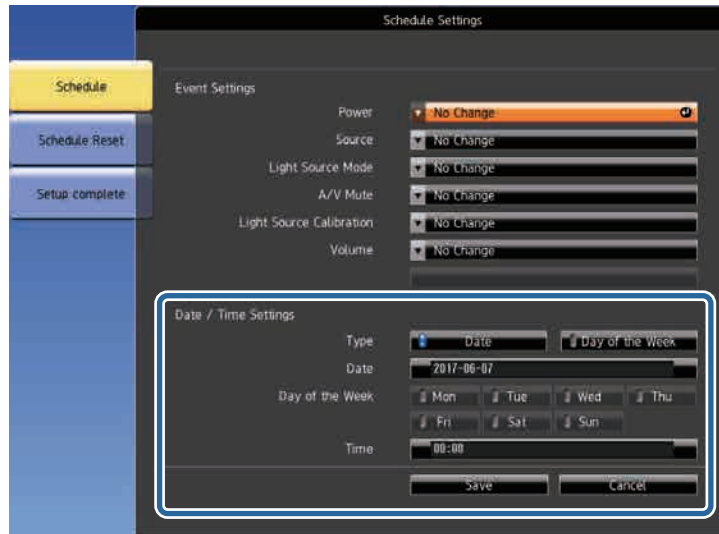 Schedule Settings
Schedule
Schedule Reset
Setup complete
Event Settings
Power No Change
Source No Change
Light Source Mode No Change
A/V Mute No Change
Light Source Calibration No Change
Volume No Change
Date / Time Settings
Type Date Day of the Week
Date 2017-06-07
Day of the Week Mon Tue Wed Thu
Fri Sat Sun
Time 00:00
Save Cancel